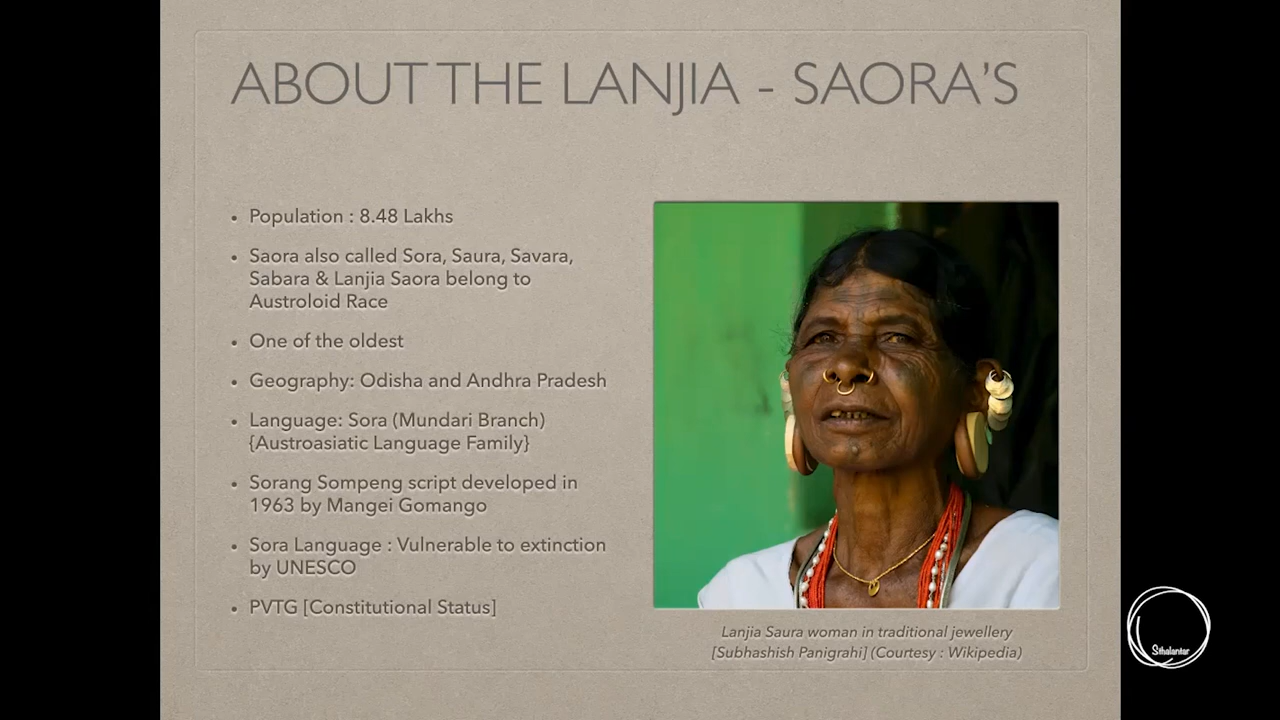 ABOUT THE LANJIA - SAORA'S
• Population : 8.48 Lakhs
• Saora also called Sora, Saura, Savara,
Sabara & Lanjia Saora belong to
Austroloid Race
• One of the oldest
• Geography: Odisha and Andhra Pradesh
• Language: Sora (Mundari Branch)
{Austroasiatic Language Family}
• Sorang Sompeng script developed in
1963 by Mangei Gomango
• Sora Language : Vulnerable to extinction
by UNESCO
• PVTG [Constitutional Status]
Lanjia Saura woman in traditional jewellery
[Subhashish Panigrahi] (Courtesy : Wikipedia)
Sthalantar